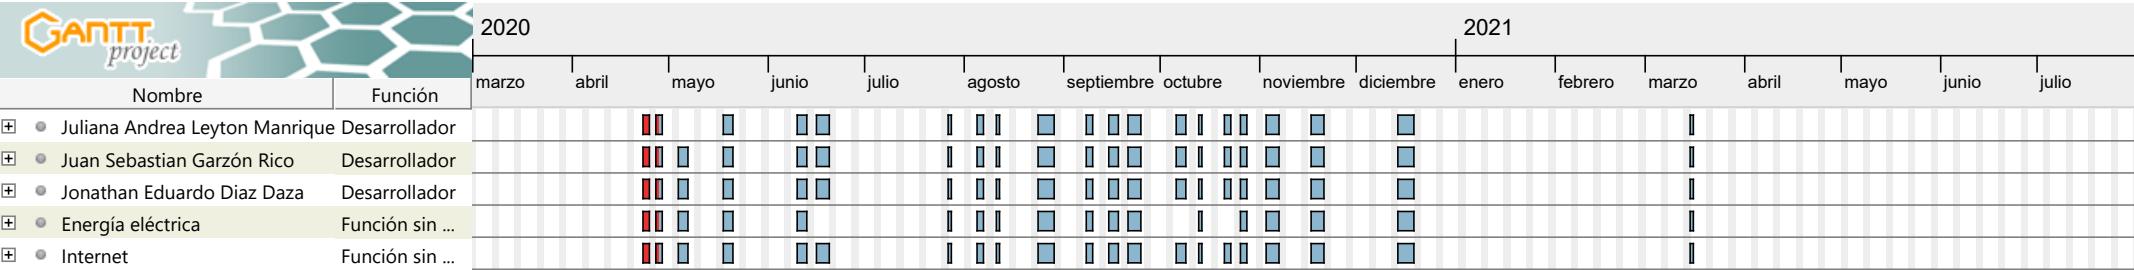 GANTT
project
2020 2021
marzo abril mayo junio julio agosto septiembre octubre noviembre diciembre enero febrero marzo abril mayo junio julio
Nombre Función
Juliana Andrea Leyton Manrique Desarrollador
Juan Sebastian Garzón Rico Desarrollador
Jonathan Eduardo Diaz Daza Desarrollador
Energía eléctrica Función sin ...
Internet Función sin ...